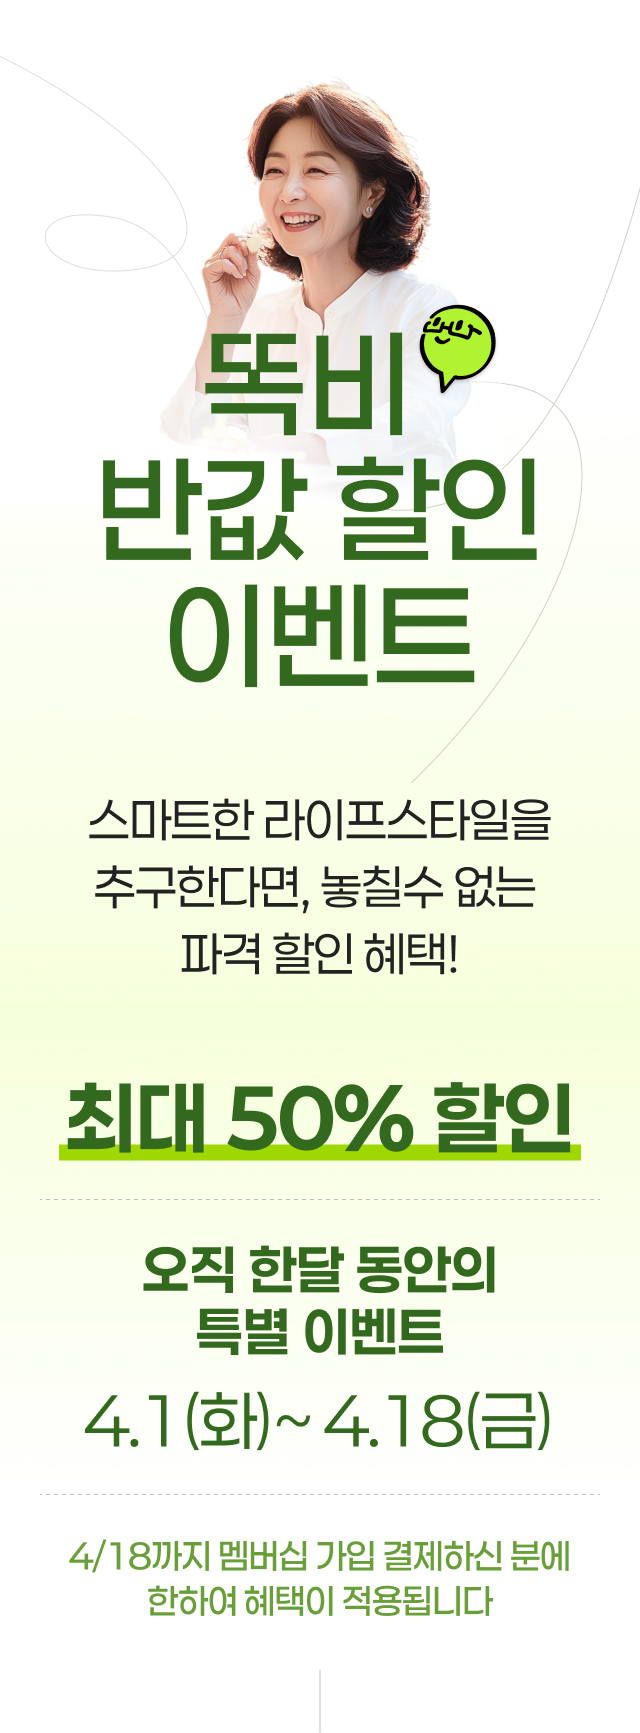 똑비
반값 할인
이벤트
스마트한 라이프스타일을
추구한다면, 놓칠수 없는
파격 할인 혜택!
최대 50% 할인
오직 한달 동안의
특별 이벤트
4.1(화)~ 4.18(금)
4/18까지 멤버십 가입 결제하신 분에
한하여 혜택이 적용됩니다